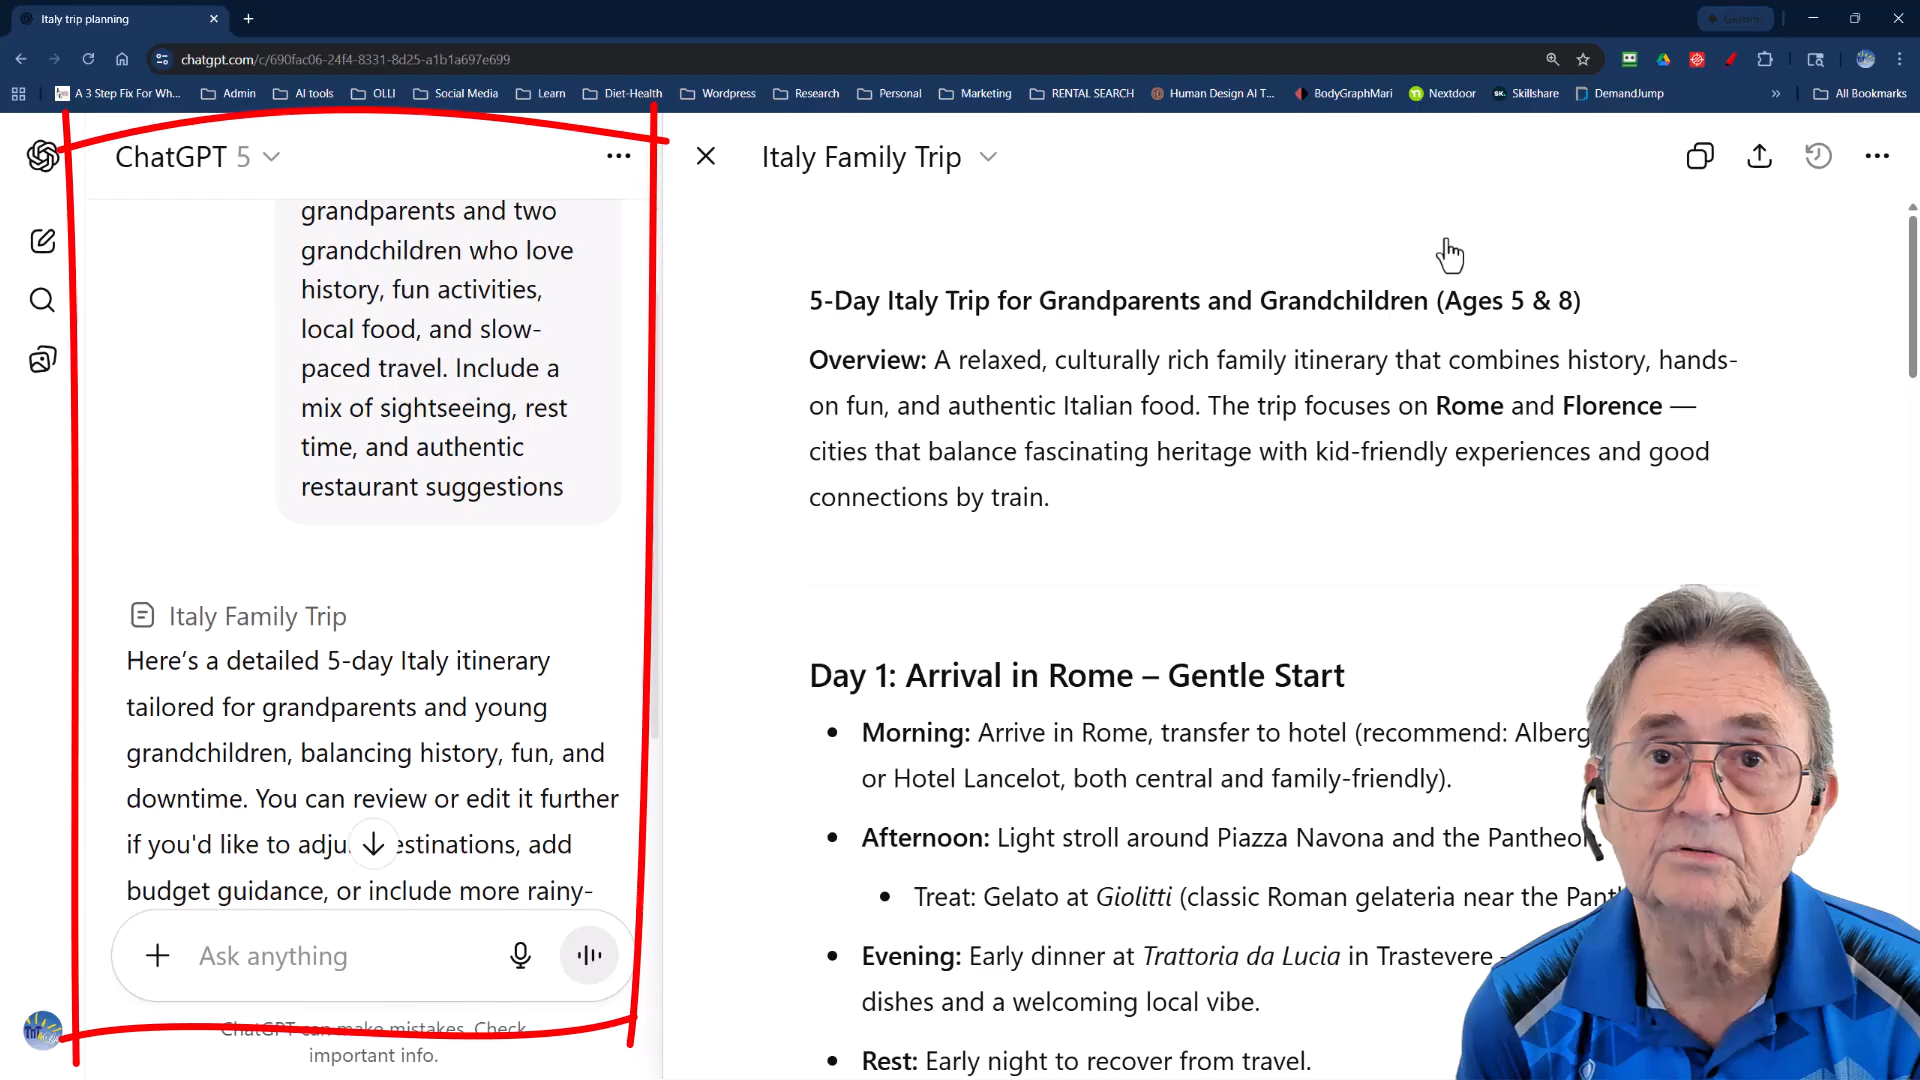 Italy trip planning
Gemini
chatgpt.com/c/690fac06-24f4-8331-8d25-a1b1a697e699
A 3 Step Fix For Wh...
Admin
AI tools
OLLI
Social Media
Learn
Diet-Health
Wordpress
Research
Personal
Marketing
RENTAL SEARCH
Human Design AI T...
BodyGraphMari
Nextdoor
SK.
Skillshare
DemandJump
All Bookmarks
ChatGPT 5
grandparents and two
grandchildren who love
history, fun activities,
local food, and slow-
paced travel. Include a
mix of sightseeing, rest
time, and authentic
restaurant suggestions
Italy Family Trip
Here's a detailed 5-day Italy itinerary
tailored for grandparents and young
grandchildren, balancing history, fun, and
downtime. You can review or edit it further
if you'd like to adju estinations, add
budget guidance, or include more rainy-
Ask anything
ChatGPT can make mistakes. Check
important info.
Italy Family Trip
5-Day Italy Trip for Grandparents and Grandchildren (Ages 5 & 8)
Overview: A relaxed, culturally rich family itinerary that combines history, hands-
on fun, and authentic Italian food. The trip focuses on Rome and Florence —
cities that balance fascinating heritage with kid-friendly experiences and good
connections by train.
Day 1: Arrival in Rome – Gentle Start
Morning: Arrive in Rome, transfer to hotel (recommend: Alberg
or Hotel Lancelot, both central and family-friendly).
Afternoon: Light stroll around Piazza Navona and the Pantheon.
Treat: Gelato at Giolitti (classic Roman gelateria near the Pant
Evening: Early dinner at Trattoria da Lucia in Trastevere
dishes and a welcoming local vibe.
Rest: Early night to recover from travel.